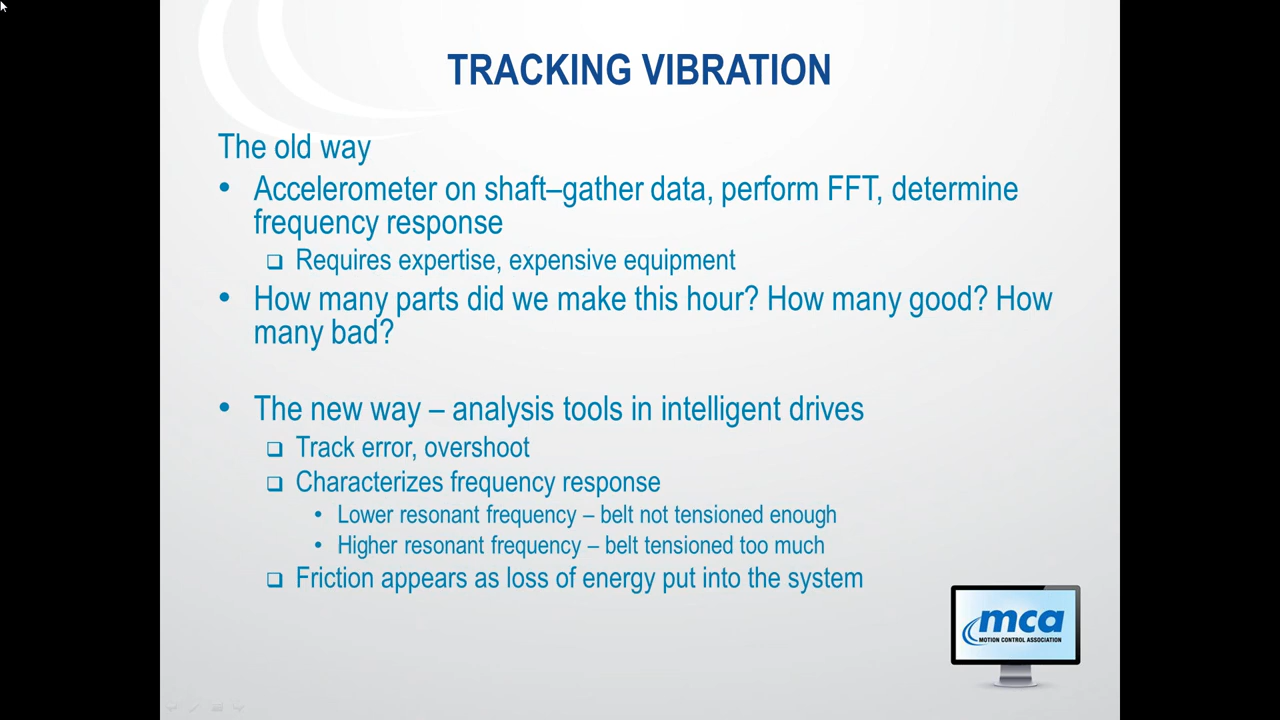 TRACKING VIBRATION
The old way
• Accelerometer on shaft–gather data, perform FFT, determine
frequency response
❑ Requires expertise, expensive equipment
• How many parts did we make this hour? How many good? How
many bad?
• The new way – analysis tools in intelligent drives
❑ Track error, overshoot
❑ Characterizes frequency response
• Lower resonant frequency – belt not tensioned enough
• Higher resonant frequency – belt tensioned too much
❑ Friction appears as loss of energy put into the system
mca
MOTION CONTROL ASSOCIATION